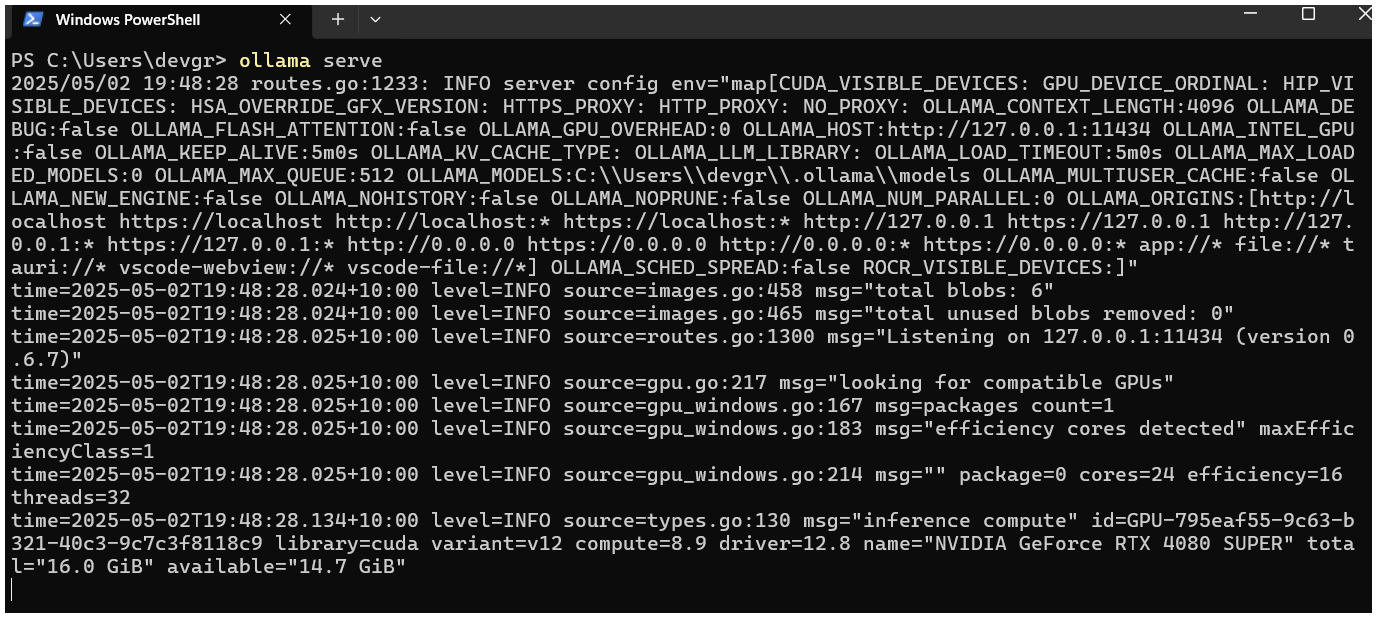 Windows PowerShell
PS C:\Users\devgr> ollama serve
2025/05/02 19:48:28 routes.go:1233: INFO server config env="map[CUDA_VISIBLE_DEVICES: GPU_DEVICE_ORDINAL: HIP_VI
SIBLE_DEVICES: HSA_OVERRIDE_GFX_VERSION: HTTPS_PROXY: HTTP_PROXY: NO_PROXY: OLLAMA_CONTEXT_LENGTH:4096 OLLAMA_DE
BUG:false OLLAMA_FLASH_ATTENTION:false OLLAMA_GPU_OVERHEAD:0 OLLAMA_HOST:http://127.0.0.1:11434 OLLAMA_INTEL_GPU
:false OLLAMA_KEEP_ALIVE:5m0s OLLAMA_KV_CACHE_TYPE: OLLAMA_LLM_LIBRARY: OLLAMA_LOAD_TIMEOUT:5m0s OLLAMA_MAX_LOAD
ED_MODELS:0 OLLAMA_MAX_QUEUE:512 OLLAMA_MODELS:C:\\Users\\devgr\\.ollama\\models OLLAMA_MULTIUSER_CACHE:false OL
LAMA_NEW_ENGINE:false OLLAMA_NOHISTORY:false OLLAMA_NOPRUNE:false OLLAMA_NUM_PARALLEL:0 OLLAMA_ORIGINS:[http://l
ocalhost https://localhost http://localhost:* https://localhost:* http://127.0.0.1 https://127.0.0.1 http://127.
0.0.1:* https://127.0.0.1:* http://0.0.0.0 https://0.0.0.0 http://0.0.0.0:* https://0.0.0.0:* app://* file://* t
auri://* vscode-webview://* vscode-file://*] OLLAMA_SCHED_SPREAD:false ROCR_VISIBLE_DEVICES:]"
time=2025-05-02T19:48:28.024+10:00 level=INFO source=images.go:458 msg="total blobs: 6"
time=2025-05-02T19:48:28.024+10:00 level=INFO source=images.go:465 msg="total unused blobs removed: 0"
time=2025-05-02T19:48:28.025+10:00 level=INFO source=routes.go:1300 msg="Listening on 127.0.0.1:11434 (version 0
.6.7)"
time=2025-05-02T19:48:28.025+10:00 level=INFO source=gpu.go:217 msg="looking for compatible GPUs"
time=2025-05-02T19:48:28.025+10:00 level=INFO source=gpu_windows.go:167 msg=packages count=1
time=2025-05-02T19:48:28.025+10:00 level=INFO source=gpu_windows.go:183 msg="efficiency cores detected" maxEffic
iencyClass=1
time=2025-05-02T19:48:28.025+10:00 level=INFO source=gpu_windows.go:214 msg="" package=0 cores=24 efficiency=16
threads=32
time=2025-05-02T19:48:28.134+10:00 level=INFO source=types.go:130 msg="inference compute" id=GPU-795eaf55-9c63-b
321-40c3-9c7c3f8118c9 library=cuda variant=v12 compute=8.9 driver=12.8 name="NVIDIA GeForce RTX 4080 SUPER" tota
l="16.0 GiB" available="14.7 GiB"